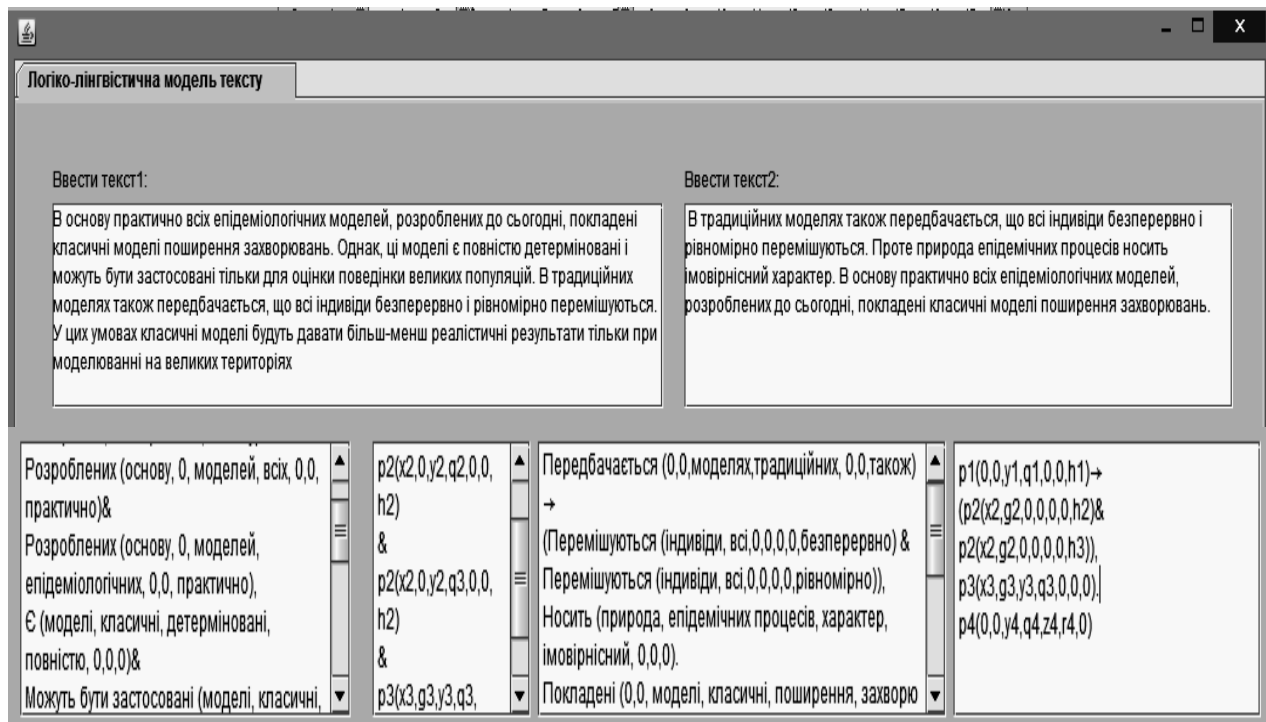 X
Логіко-лінгвістична модель тексту
Ввести текст1:
В основу практично всіх епідеміологічних моделей, розроблених до сьогодні, покладені
класичні моделі поширення захворювань. Однак, ці моделі є повністю детерміновані і
можуть бути застосовані тільки для оцінки поведінки великих популяцій. В традиційних
моделях також передбачається, що всі індивіди безперервно і рівномірно перемішуються.
У цих умовах класичні моделі будуть давати більш-менш реалістичні результати тільки при
моделюванні на великих територіях
Ввести текст2:
В традиційних моделях також передбачається, що всі індивіди безперервно і
рівномірно перемішуються. Проте природа епідемічних процесів носить
імовірнісний характер. В основу практично всіх епідеміологічних моделей,
розроблених до сьогодні, покладені класичні моделі поширення захворювань.
Розроблених (основу, 0, моделей, всіх, 0,0,
практично)&
Розроблених (основу, 0, моделей,
епідеміологічних, 0,0, практично),
Є (моделі, класичні, детерміновані,
повністю, 0,0,0)&
Можуть бути застосовані (моделі, класичні,
p2(x2,0,y2,q2,0,0,
h2)
&
p2(x2,0,y2,q3,0,0,
h2)
&
p3(x3,g3,y3,q3,
Передбачається (0,0,моделях,традиційних, 0,0,також)
→
(Перемішуються (індивіди, всі,0,0,0,0,безперервно) &
Перемішуються (індивіди, всі,0,0,0,0,рівномірно)),
Носить (природа, епідемічних процесів, характер,
імовірнісний, 0,0,0).
Покладені (0,0, моделі, класичні, поширення, захворю
p1(0,0,y1,q1,0,0,h1)→
(p2(x2,g2,0,0,0,0,h2)&
p2(x2,g2,0,0,0,0,h3)),
p3(x3,g3,y3,q3,0,0,0).
p4(0,0,y4,q4,z4,r4,0)